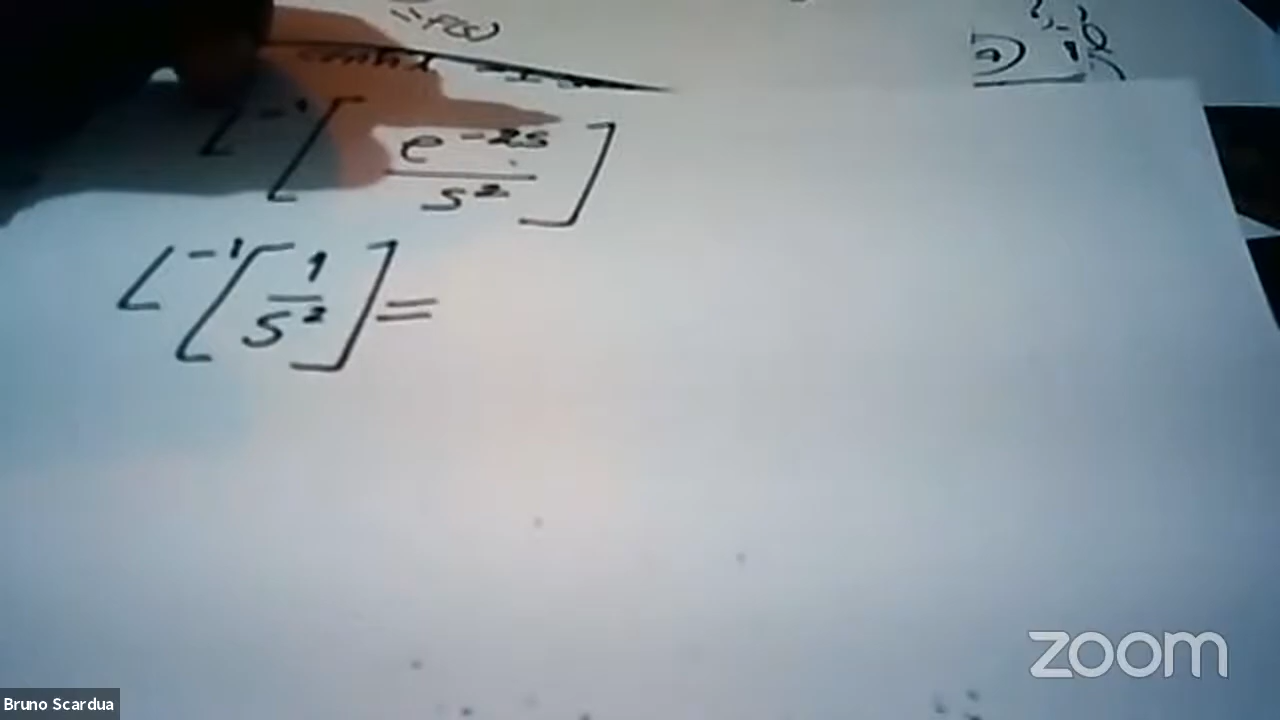 = F(s)
L⁻¹ [ e^{-2s} / s² ]
L⁻¹ [ 1 / s² ] =
zoom
Bruno Scardua